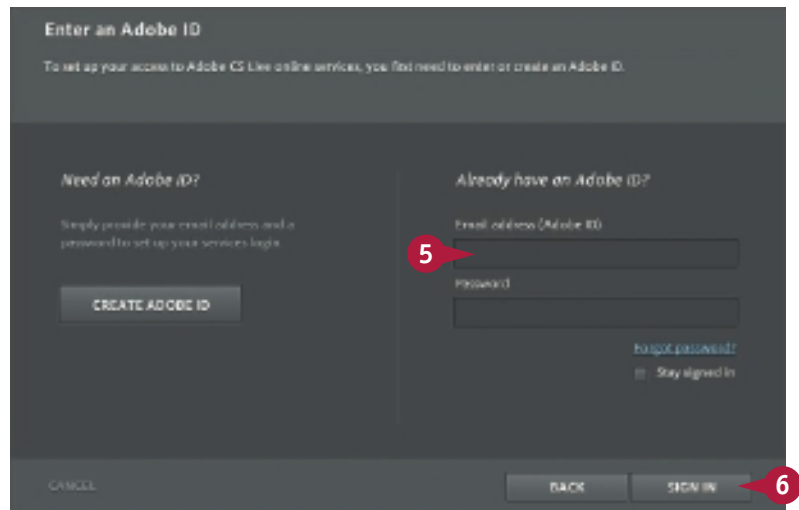 Enter an Adobe ID
To set up your access to Adobe CS Live online services, you first need to enter or create an Adobe ID.
Need an Adobe ID?
Simply provide your email address and a
password to set up your services login
CREATE ADOBE ID
Already have an Adobe ID?
Email address (Adobe ID)
5
Password
Forgot password?
Stay signed in
CANCEL
BACK
SIGN IN
6